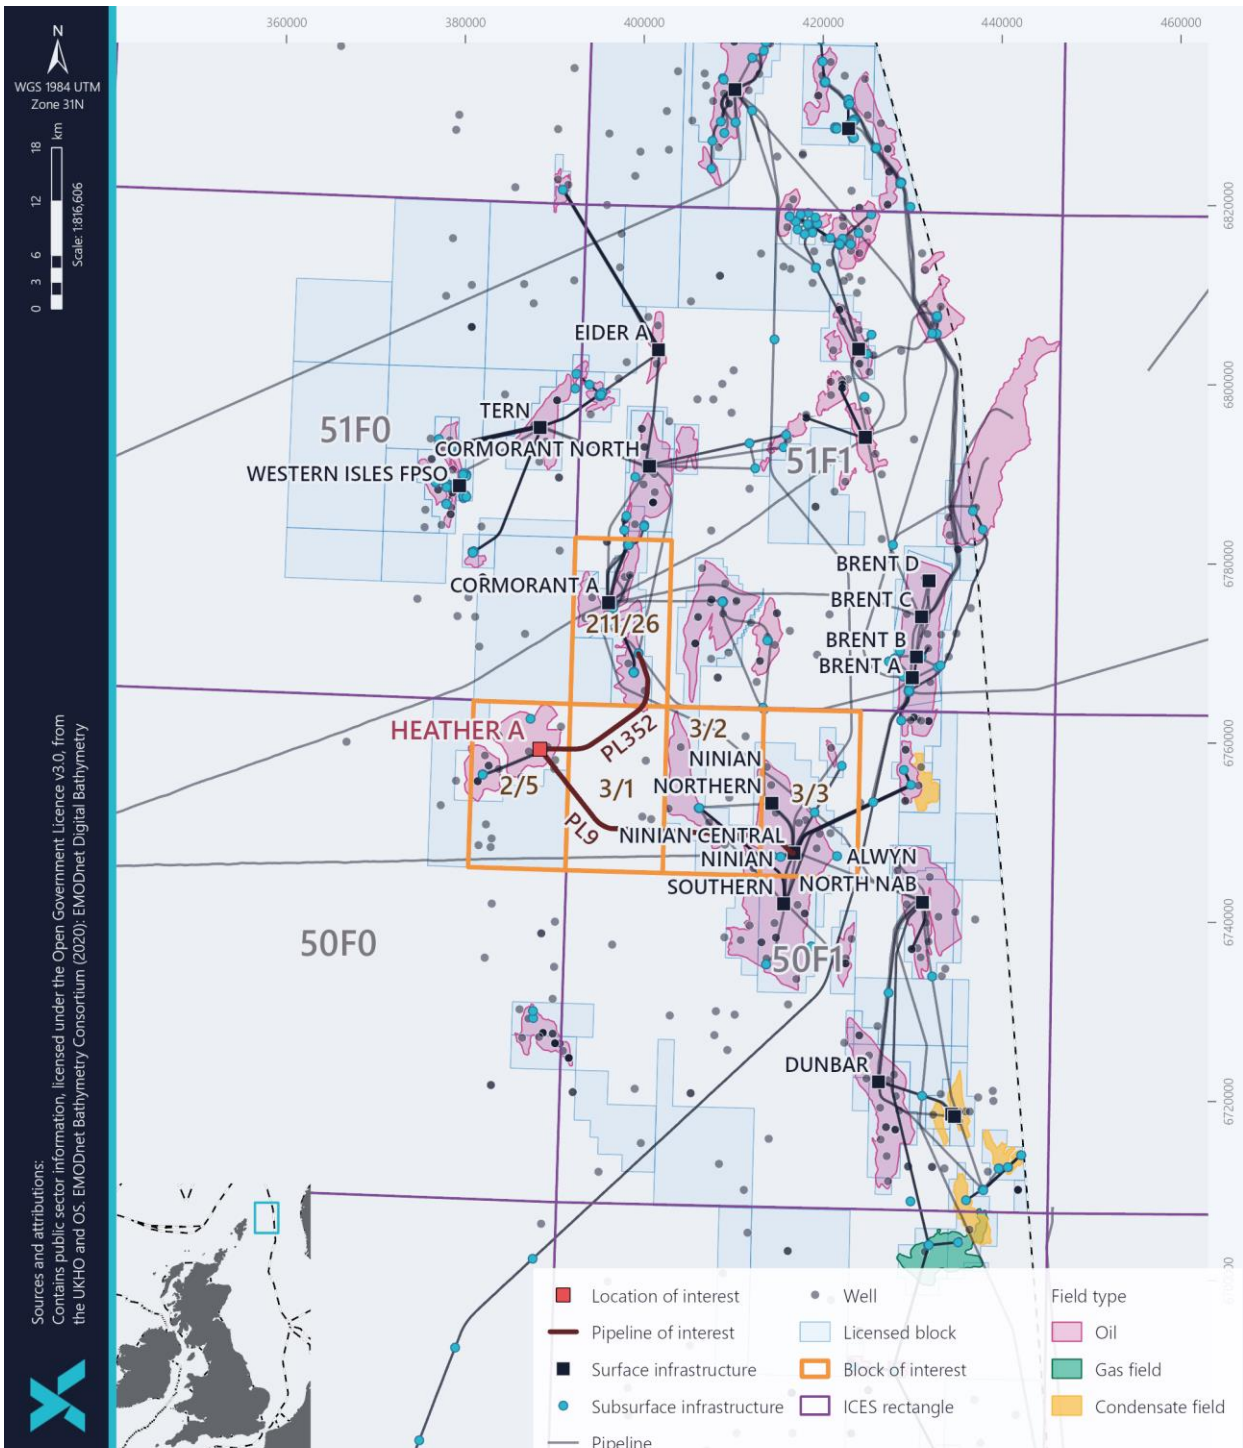 360000
380000
400000
420000
440000
460000
N
WGS 1984 UTM
Zone 31N
18
12
6
3
0
km
Scale: 1:816,606
6820000
6800000
6780000
6760000
6740000
6720000
EIDER A
TERN
51F0
CORMORANT NORTH
51F1
WESTERN ISLES FPSO
BRENT D
CORMORANT A
BRENT C
211/26
BRENT B
BRENT A
HEATHER A
PL352
3/2
NINIAN
NORTHERN
2/5
3/1
3/3
PL9
NINIAN CENTRAL
NINIAN
SOUTHERN
ALWYN
NORTH NAB
50F0
50F1
DUNBAR
Sources and attributions:
Contains public sector information, licensed under the Open Government Licence v3.0, from
the UKHO and OS. EMODnet Bathymetry Consortium (2020): EMODnet Digital Bathymetry
Location of interest
Pipeline of interest
Surface infrastructure
Subsurface infrastructure
Pipeline
Well
Licensed block
Block of interest
ICES rectangle
Field type
Oil
Gas field
Condensate field